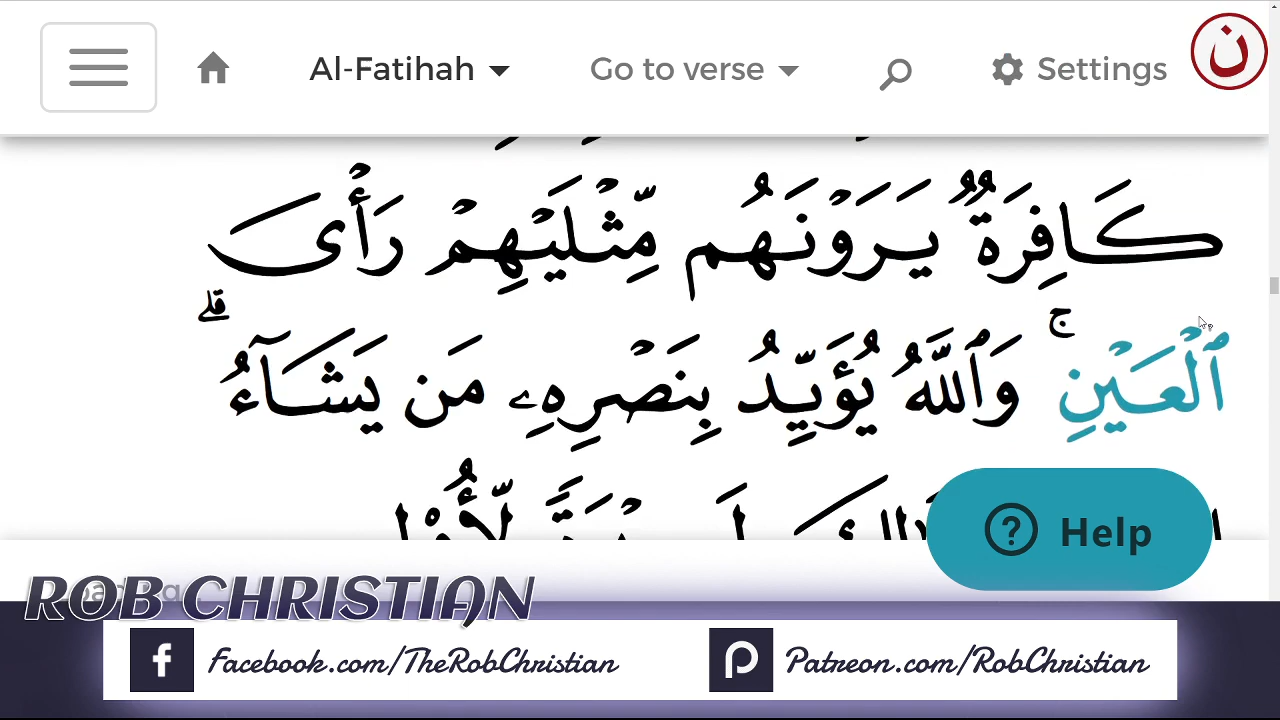 Al-Fatihah
Go to verse
Settings
ن
كَافِرَةٌ يَرَوْنَهُم مِّثْلَيْهِمْ رَأْىَ
ٱلْعَيْنِ ۚ وَٱللَّهُ يُؤَيِّدُ بِنَصْرِهِۦ مَن يَشَآءُ ۗ
Help
ROB CHRISTIAN
Facebook.com/TheRobChristian
Patreon.com/RobChristian